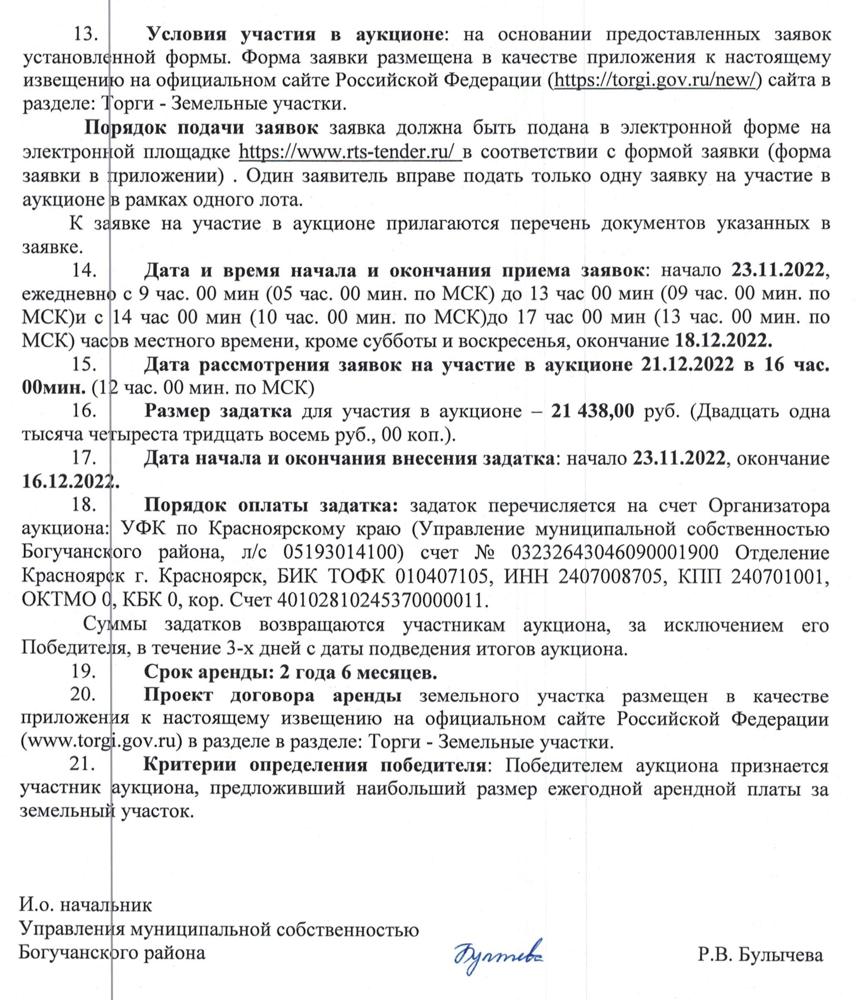 13. Условия участия в аукционе: на основании предоставленных заявок
установленной формы. Форма заявки размещена в качестве приложения к настоящему
извещению на официальном сайте Российской Федерации (https://torgi.gov.ru/new/) сайта в
разделе: Торги - Земельные участки.
Порядок подачи заявок заявка должна быть подана в электронной форме на
электронной площадке https://www.rts-tender.ru/ в соответствии с формой заявки (форма
заявки в приложении) . Один заявитель вправе подать только одну заявку на участие в
аукционе в рамках одного лота.
К заявке на участие в аукционе прилагаются перечень документов указанных в
заявке.
14. Дата и время начала и окончания приема заявок: начало 23.11.2022,
ежедневно с 9 час. 00 мин (05 час. 00 мин. по МСК) до 13 час 00 мин (09 час. 00 мин. по
МСК)и с 14 час 00 мин (10 час. 00 мин. по МСК)до 17 час 00 мин (13 час. 00 мин. по
МСК) часов местного времени, кроме субботы и воскресенья, окончание 18.12.2022.
15. Дата рассмотрения заявок на участие в аукционе 21.12.2022 в 16 час.
00мин. (12 час. 00 мин. по МСК)
16. Размер задатка для участия в аукционе – 21 438,00 руб. (Двадцать одна
тысяча четыреста тридцать восемь руб., 00 коп.).
17. Дата начала и окончания внесения задатка: начало 23.11.2022, окончание
16.12.2022.
18. Порядок оплаты задатка: задаток перечисляется на счет Организатора
аукциона: УФК по Красноярскому краю (Управление муниципальной собственностью
Богучанского района, л/с 05193014100) счет № 03232643046090001900 Отделение
Красноярск г. Красноярск, БИК ТОФК 010407105, ИНН 2407008705, КПП 240701001,
ОКТМО 0, КБК 0, кор. Счет 40102810245370000011.
Суммы задатков возвращаются участникам аукциона, за исключением его
Победителя, в течение 3-х дней с даты подведения итогов аукциона.
19. Срок аренды: 2 года 6 месяцев.
20. Проект договора аренды земельного участка размещен в качестве
приложения к настоящему извещению на официальном сайте Российской Федерации
(www.torgi.gov.ru) в разделе в разделе: Торги - Земельные участки.
21. Критерии определения победителя: Победителем аукциона признается
участник аукциона, предложивший наибольший размер ежегодной арендной платы за
земельный участок.
И.о. начальник
Управления муниципальной собственностью
Богучанского района Р.В. Булычева